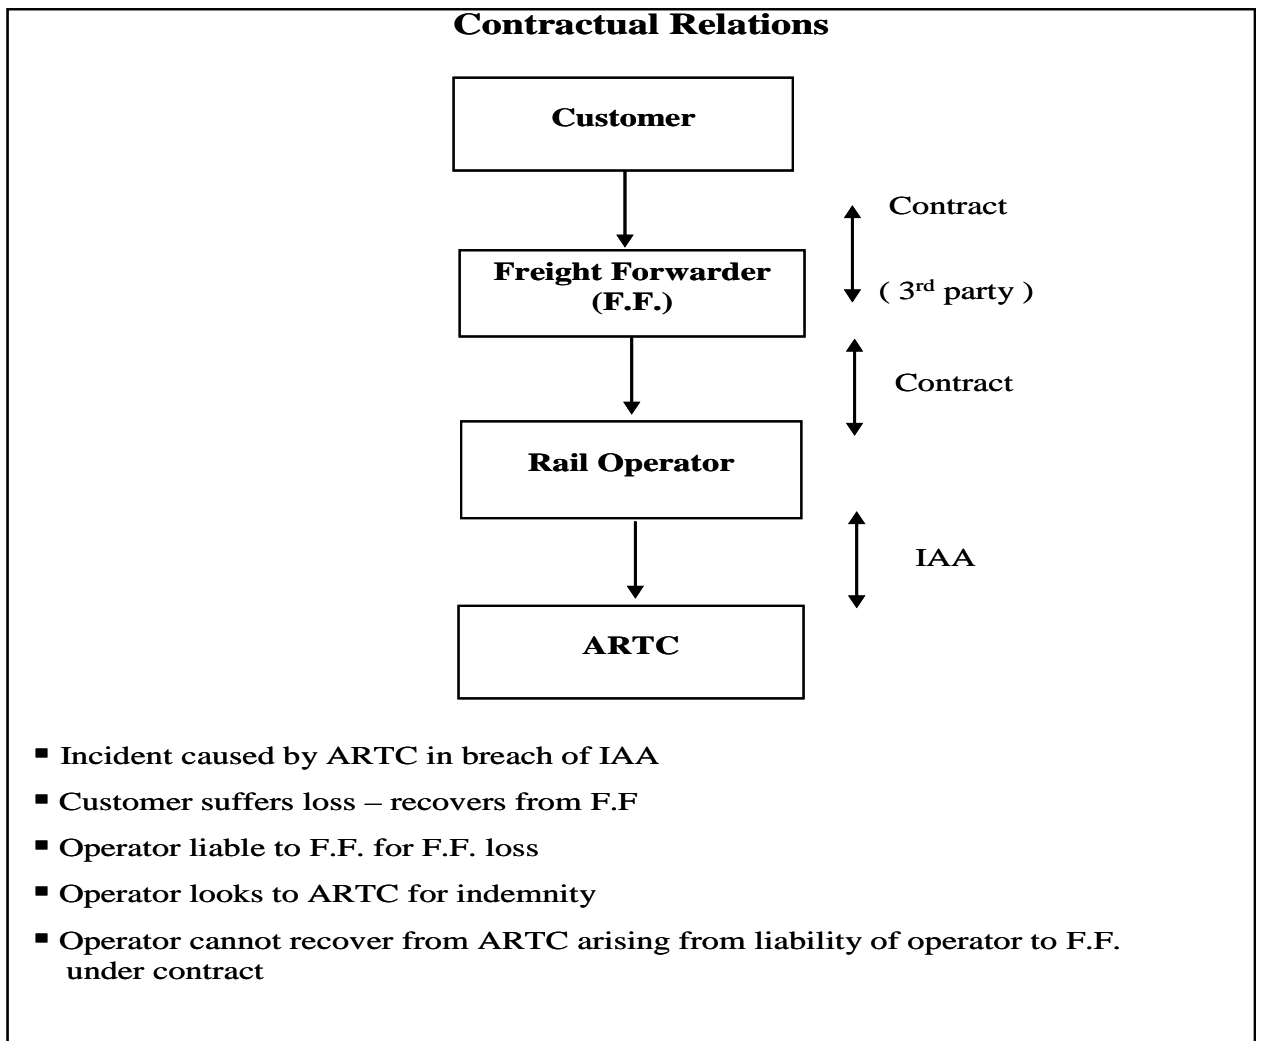 Contractual Relations
Customer
Contract
Freight Forwarder
(F.F.)
( 3rd party )
Contract
Rail Operator
IAA
ARTC
▪ Incident caused by ARTC in breach of IAA
▪ Customer suffers loss – recovers from F.F
▪ Operator liable to F.F. for F.F. loss
▪ Operator looks to ARTC for indemnity
▪ Operator cannot recover from ARTC arising from liability of operator to F.F.
under contract